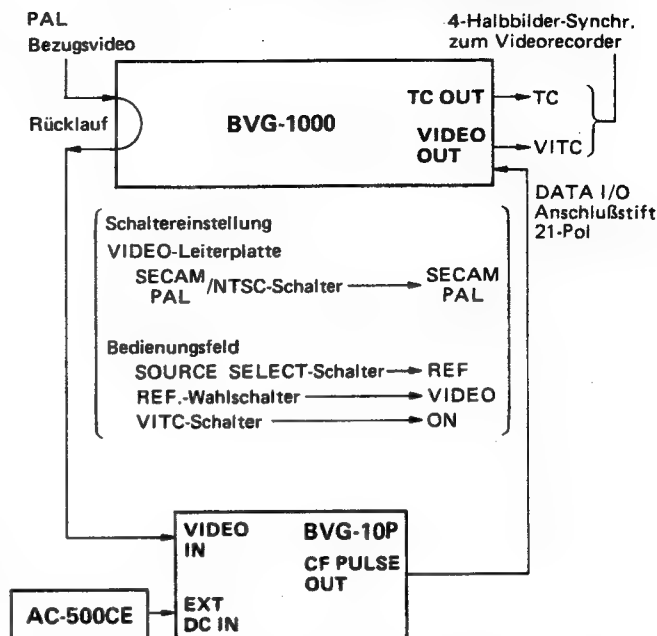 PAL
Bezugsvideo
4-Halbbilder-Synchr.
zum Videorecorder
Rücklauf
BVG-1000
TC OUT
TC
VIDEO
OUT
VITC
DATA I/O
Anschlußstift
21-Pol
Schaltereinstellung
VIDEO-Leiterplatte
SECAM
PAL /NTSC-Schalter
SECAM
PAL
Bedienungsfeld
SOURCE SELECT-Schalter REF
REF.-Wahlschalter VIDEO
VITC-Schalter ON
VIDEO
IN
BVG-10P
CF PULSE
OUT
AC-500CE
EXT
DC IN